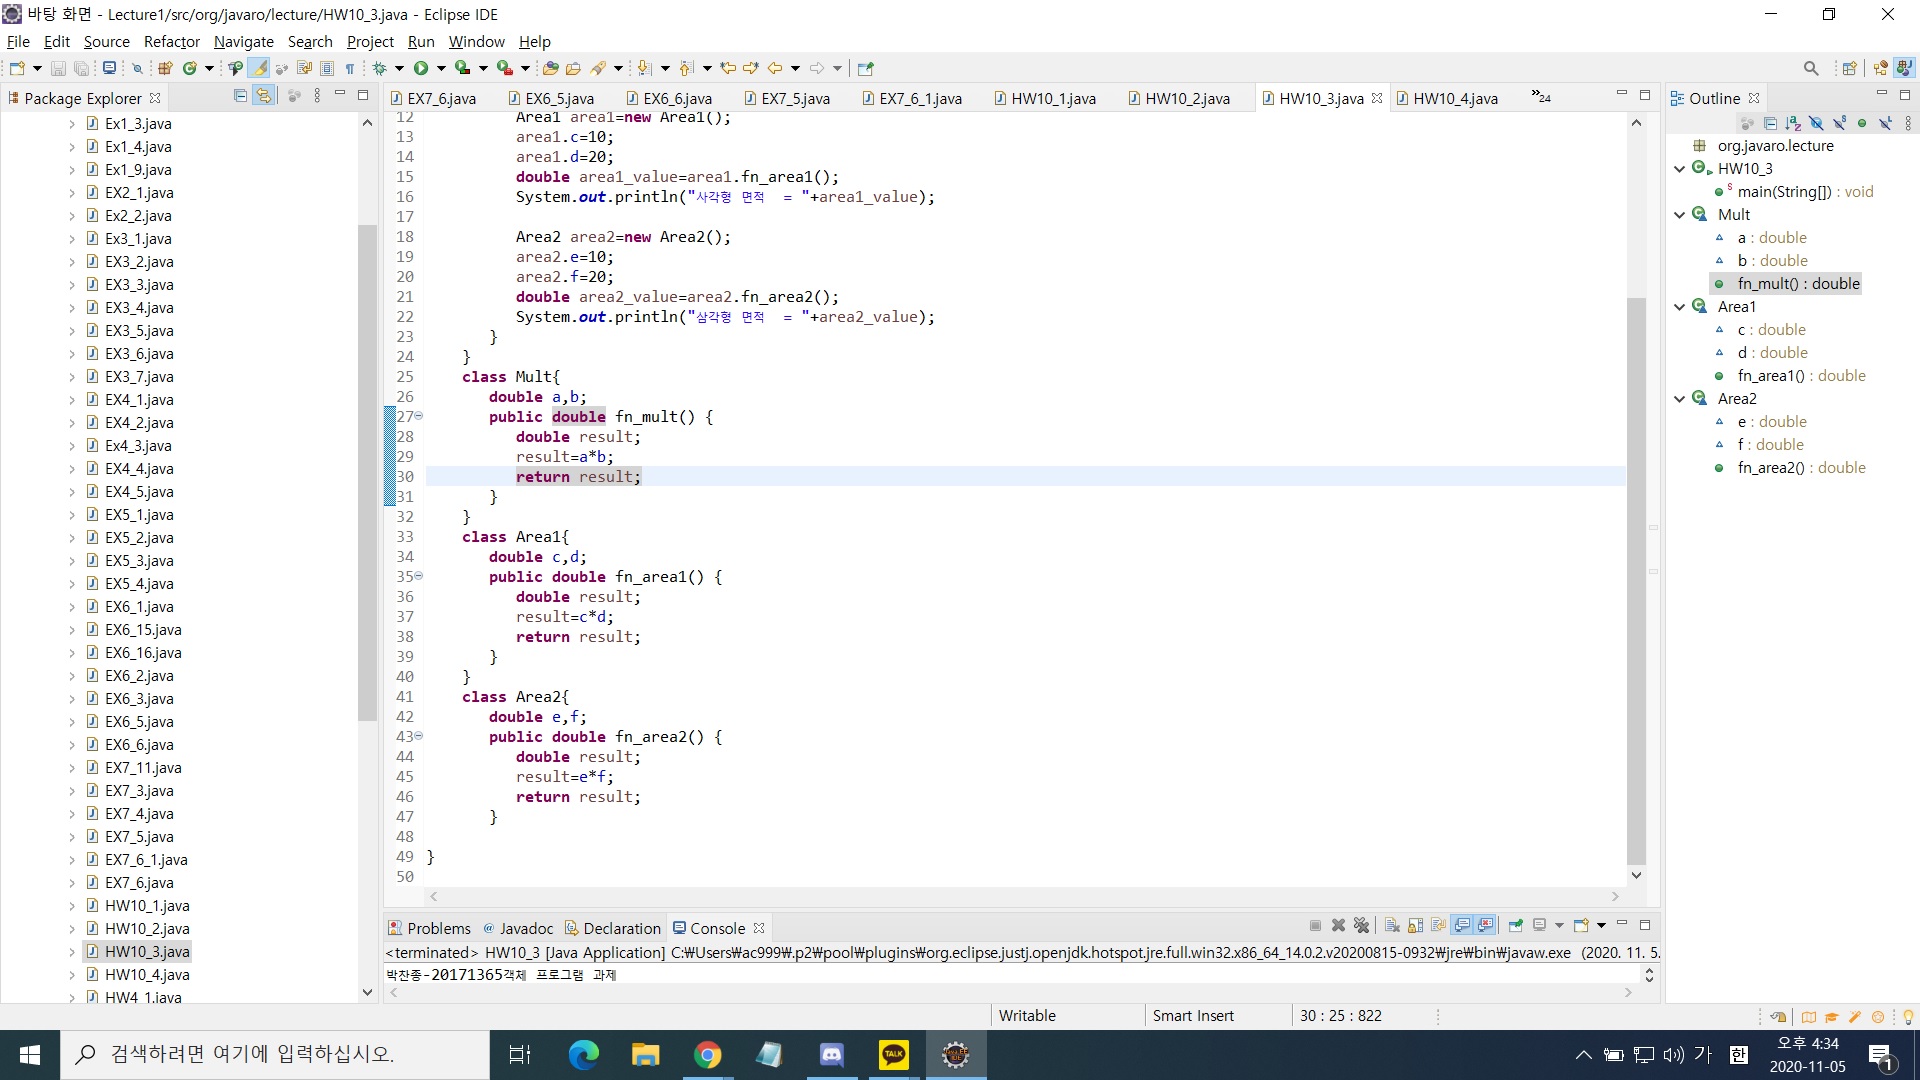 바탕 화면 - Lecture1/src/org/javaro/lecture/HW10_3.java - Eclipse IDE
File Edit Source Refactor Navigate Search Project Run Window Help
Package Explorer
Ex1_3.java
Ex1_4.java
Ex1_9.java
EX2_1.java
Ex2_2.java
Ex3_1.java
EX3_2.java
EX3_3.java
EX3_4.java
EX3_5.java
EX3_6.java
EX3_7.java
EX4_1.java
EX4_2.java
Ex4_3.java
EX4_4.java
EX4_5.java
EX5_1.java
EX5_2.java
EX5_3.java
EX5_4.java
EX6_1.java
EX6_15.java
EX6_16.java
EX6_2.java
EX6_3.java
EX6_5.java
EX6_6.java
EX7_11.java
EX7_3.java
EX7_4.java
EX7_5.java
EX7_6_1.java
EX7_6.java
HW10_1.java
HW10_2.java
HW10_3.java
HW10_4.java
HW4_1.java
EX7_6.java EX6_5.java EX6_6.java EX7_5.java EX7_6_1.java HW10_1.java HW10_2.java HW10_3.java HW10_4.java »24
12 Area1 area1=new Area1();
13 area1.c=10;
14 area1.d=20;
15 double area1_value=area1.fn_area1();
16 System.out.println("사각형 면적  = "+area1_value);
17
18 Area2 area2=new Area2();
19 area2.e=10;
20 area2.f=20;
21 double area2_value=area2.fn_area2();
22 System.out.println("삼각형 면적  = "+area2_value);
23 }
24 }
25 class Mult{
26 double a,b;
27 public double fn_mult() {
28 double result;
29 result=a*b;
30 return result;
31 }
32 }
33 class Area1{
34 double c,d;
35 public double fn_area1() {
36 double result;
37 result=c*d;
38 return result;
39 }
40 }
41 class Area2{
42 double e,f;
43 public double fn_area2() {
44 double result;
45 result=e*f;
46 return result;
47 }
48
49 }
50
Outline
org.javaro.lecture
HW10_3
main(String[]) : void
Mult
a : double
b : double
fn_mult() : double
Area1
c : double
d : double
fn_area1() : double
Area2
e : double
f : double
fn_area2() : double
Problems @ Javadoc Declaration Console
<terminated> HW10_3 [Java Application] C:₩Users₩ac999₩.p2₩pool₩plugins₩org.eclipse.justj.openjdk.hotspot.jre.full.win32.x86_64_14.0.2.v20200815-0932₩jre₩bin₩javaw.exe (2020. 11. 5.
박찬종-20171365객체 프로그램 과제
Writable Smart Insert 30 : 25 : 822
검색하려면 여기에 입력하십시오.
TALK
가 한 오후 4:34
2020-11-05
1